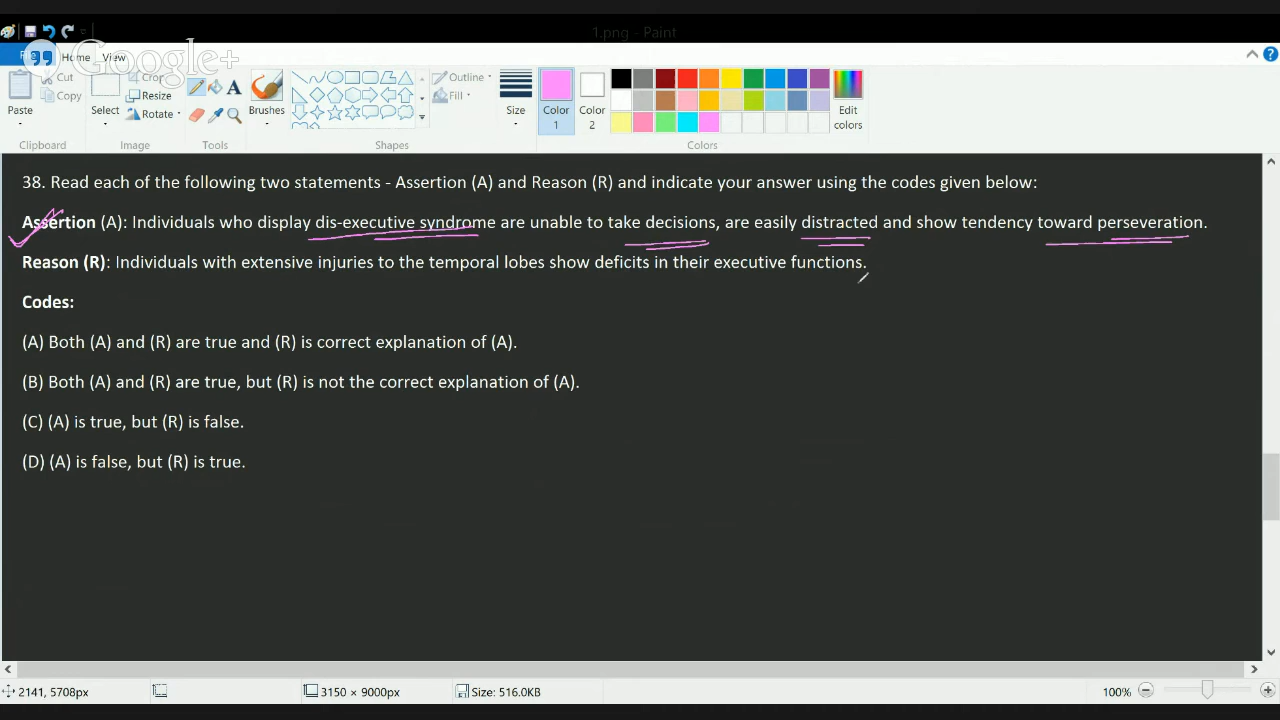 1.png - Paint
Google+
File Home View
Paste
Cut
Copy
Clipboard
Select
Crop
Resize
Rotate
Image
A
Tools
Brushes
Outline
Fill
Shapes
Size
Color 1
Color 2
Edit colors
Colors
38. Read each of the following two statements - Assertion (A) and Reason (R) and indicate your answer using the codes given below:
Assertion (A): Individuals who display dis-executive syndrome are unable to take decisions, are easily distracted and show tendency toward perseveration.
Reason (R): Individuals with extensive injuries to the temporal lobes show deficits in their executive functions.
Codes:
(A) Both (A) and (R) are true and (R) is correct explanation of (A).
(B) Both (A) and (R) are true, but (R) is not the correct explanation of (A).
(C) (A) is true, but (R) is false.
(D) (A) is false, but (R) is true.
2141, 5708px
3150 × 9000px
Size: 516.0KB
100%